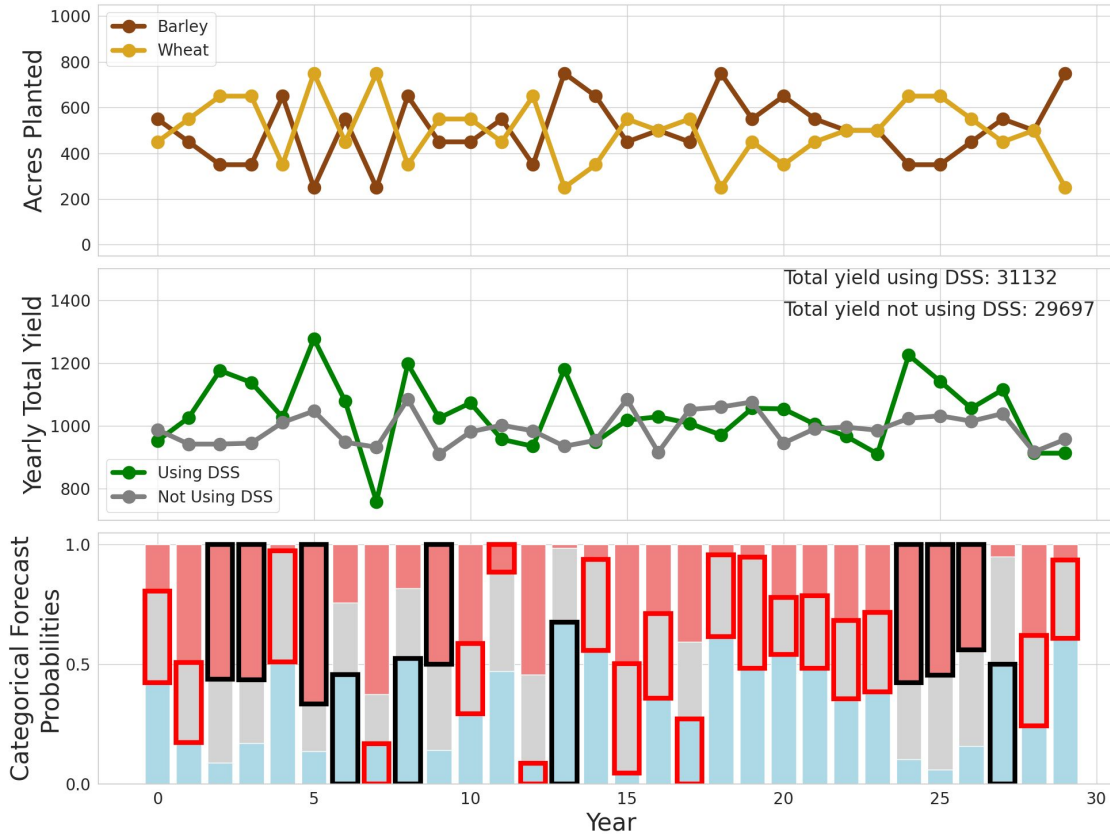 1000
800
600
400
200
0
Acres Planted
Barley
Wheat
1400
1200
1000
800
Yearly Total Yield
Total yield using DSS: 31132
Total yield not using DSS: 29697
Using DSS
Not Using DSS
1.0
0.5
0.0
Categorical Forecast
Probabilities
0 5 10 15 20 25 30
Year